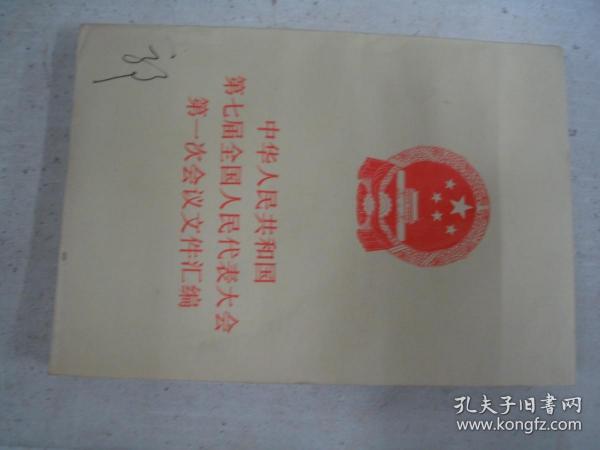 中华人民共和国
第七届全国人民代表大会
第一次会议文件汇编
孔夫子旧书网
www.kongfz.com